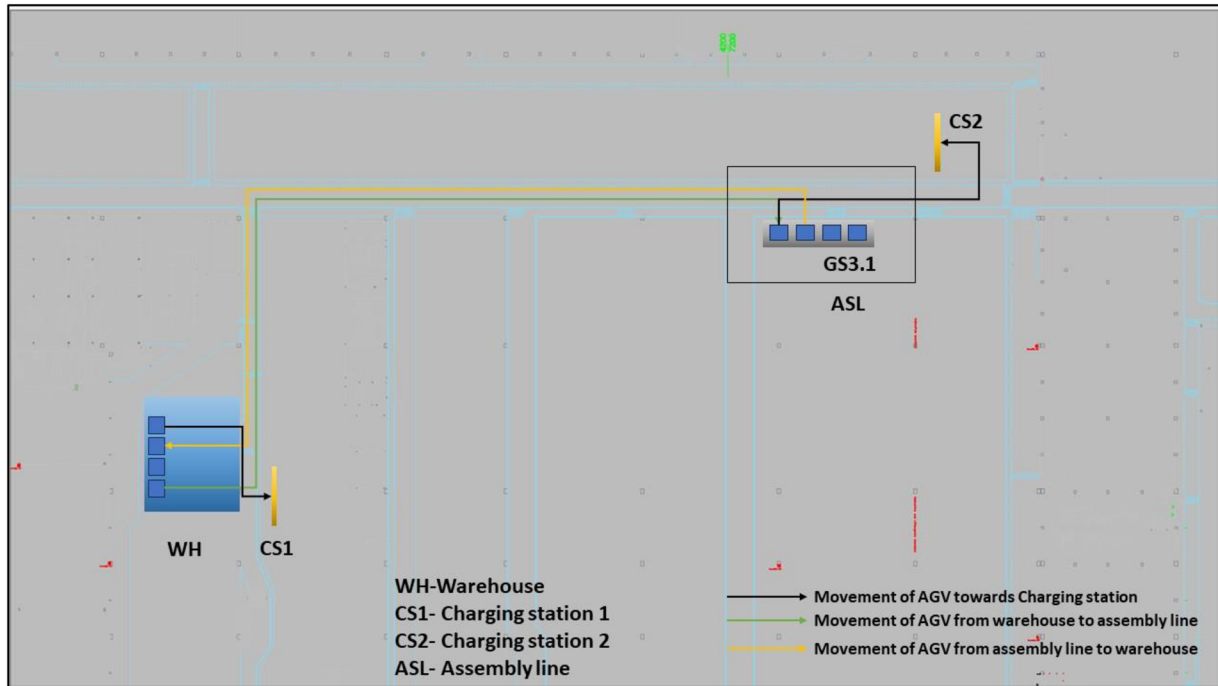 4200
7200
CS2
GS3.1
ASL
WH
CS1
WH-Warehouse
CS1- Charging station 1
CS2- Charging station 2
ASL- Assembly line
Movement of AGV towards Charging station
Movement of AGV from warehouse to assembly line
Movement of AGV from assembly line to warehouse